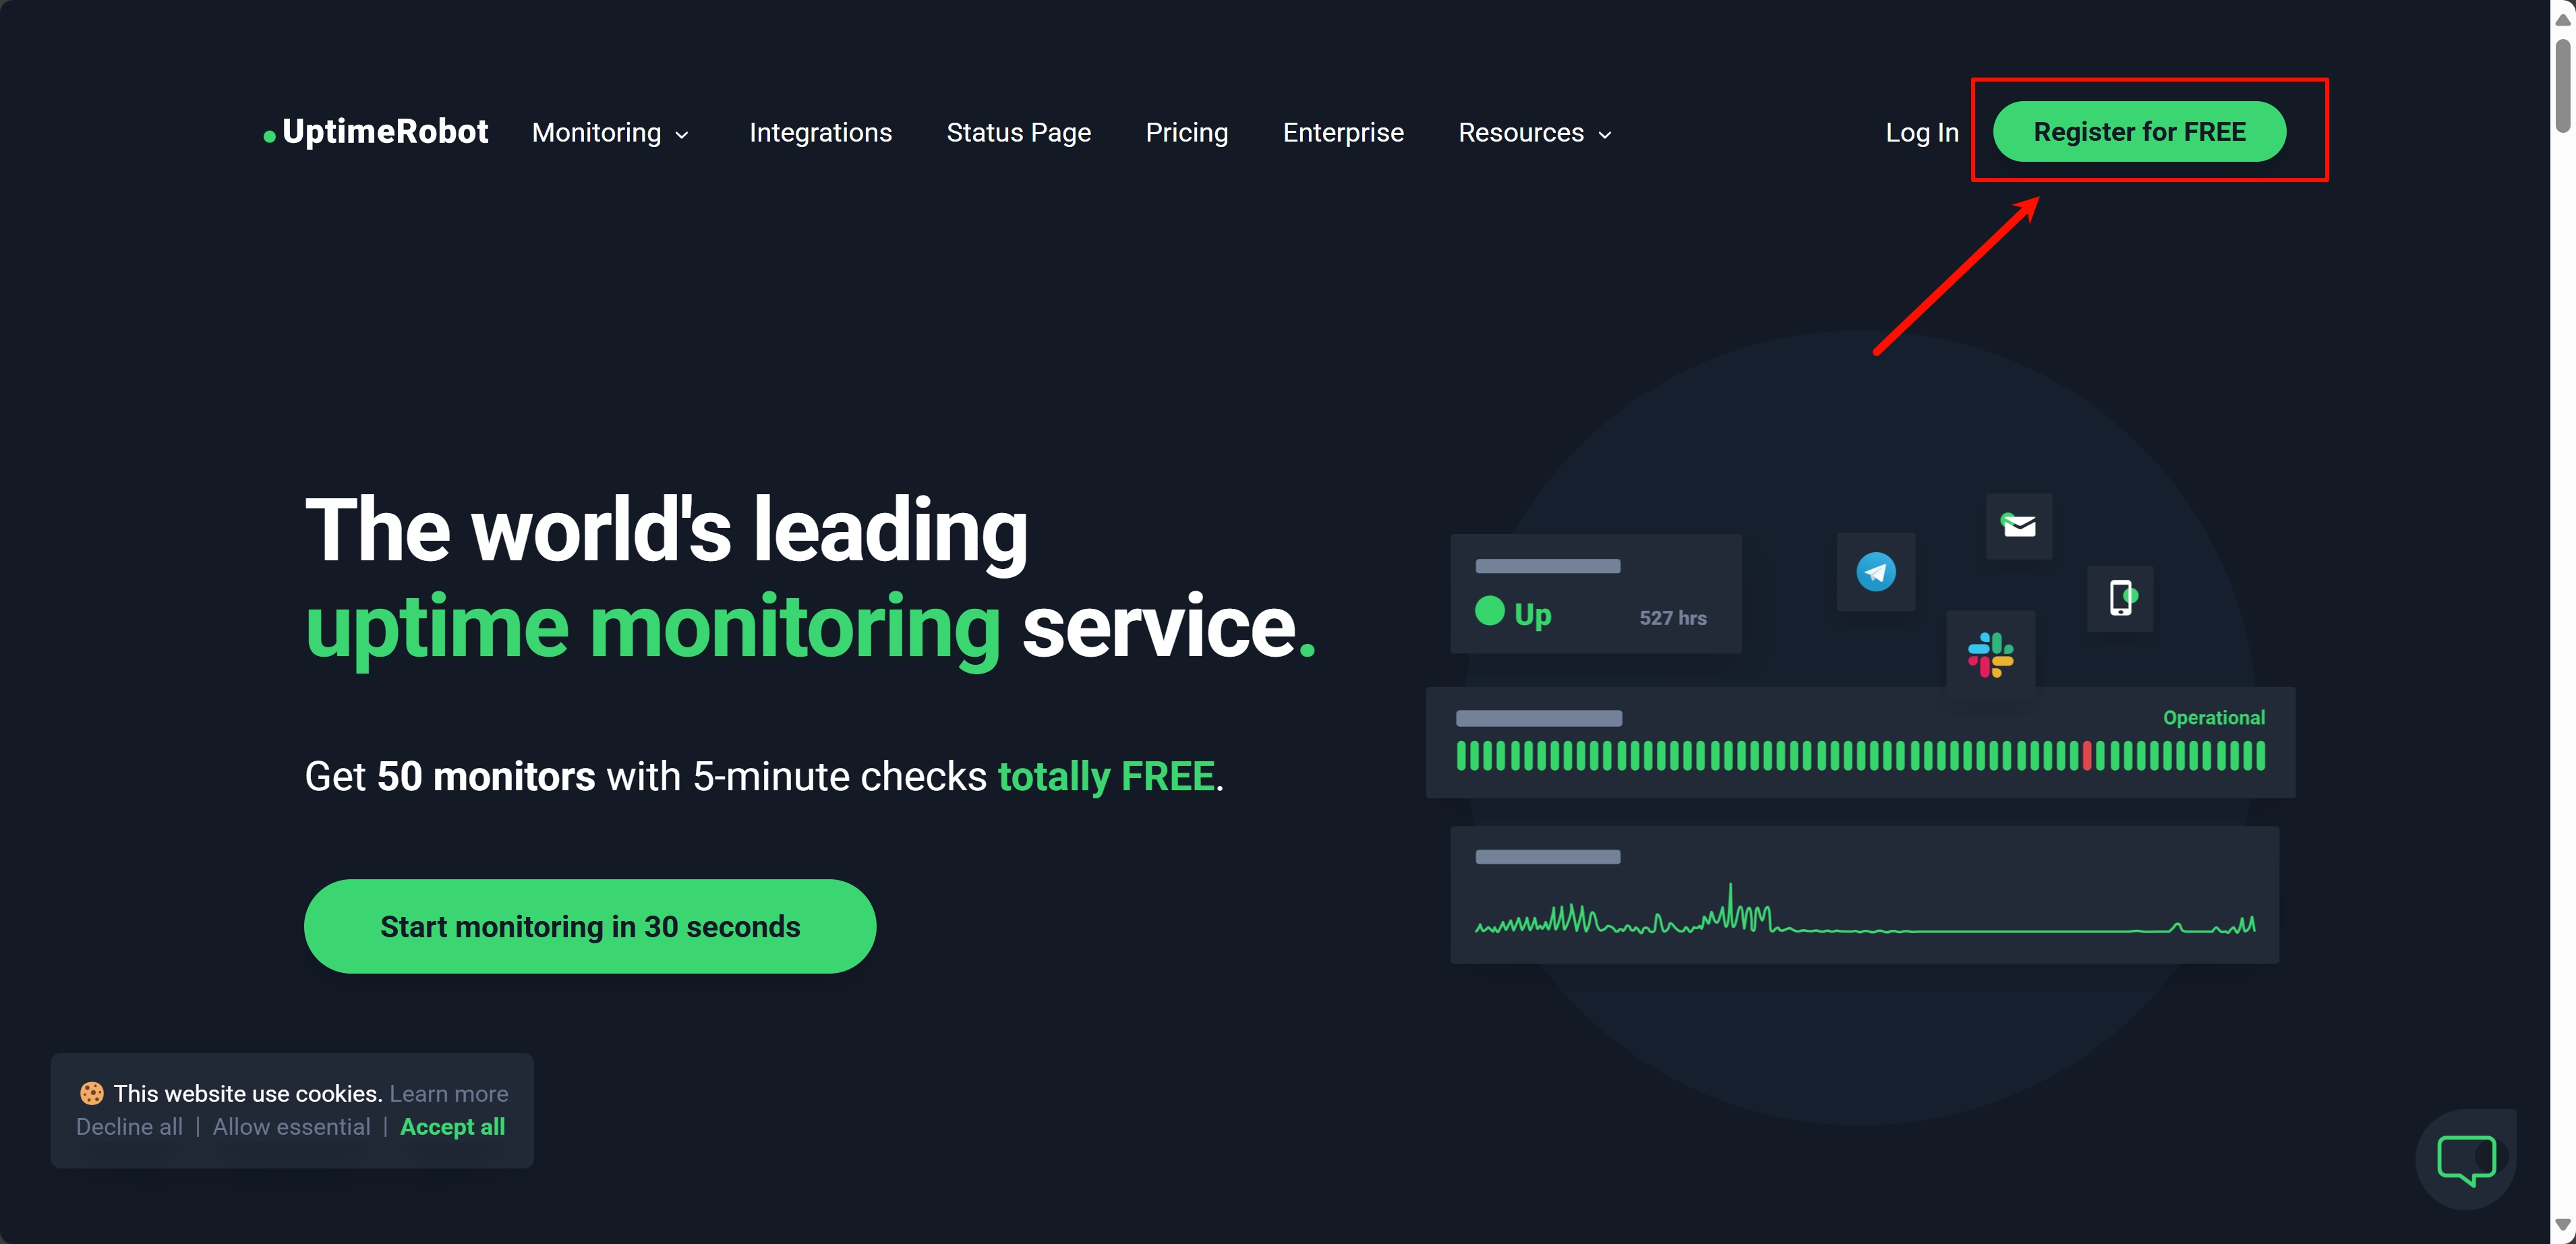 UptimeRobot Monitoring Integrations Status Page Pricing Enterprise Resources Log In Register for FREE
The world's leading
uptime monitoring service.
Get 50 monitors with 5-minute checks totally FREE.
Start monitoring in 30 seconds
Up 527 hrs
Operational
This website use cookies. Learn more
Decline all | Allow essential | Accept all